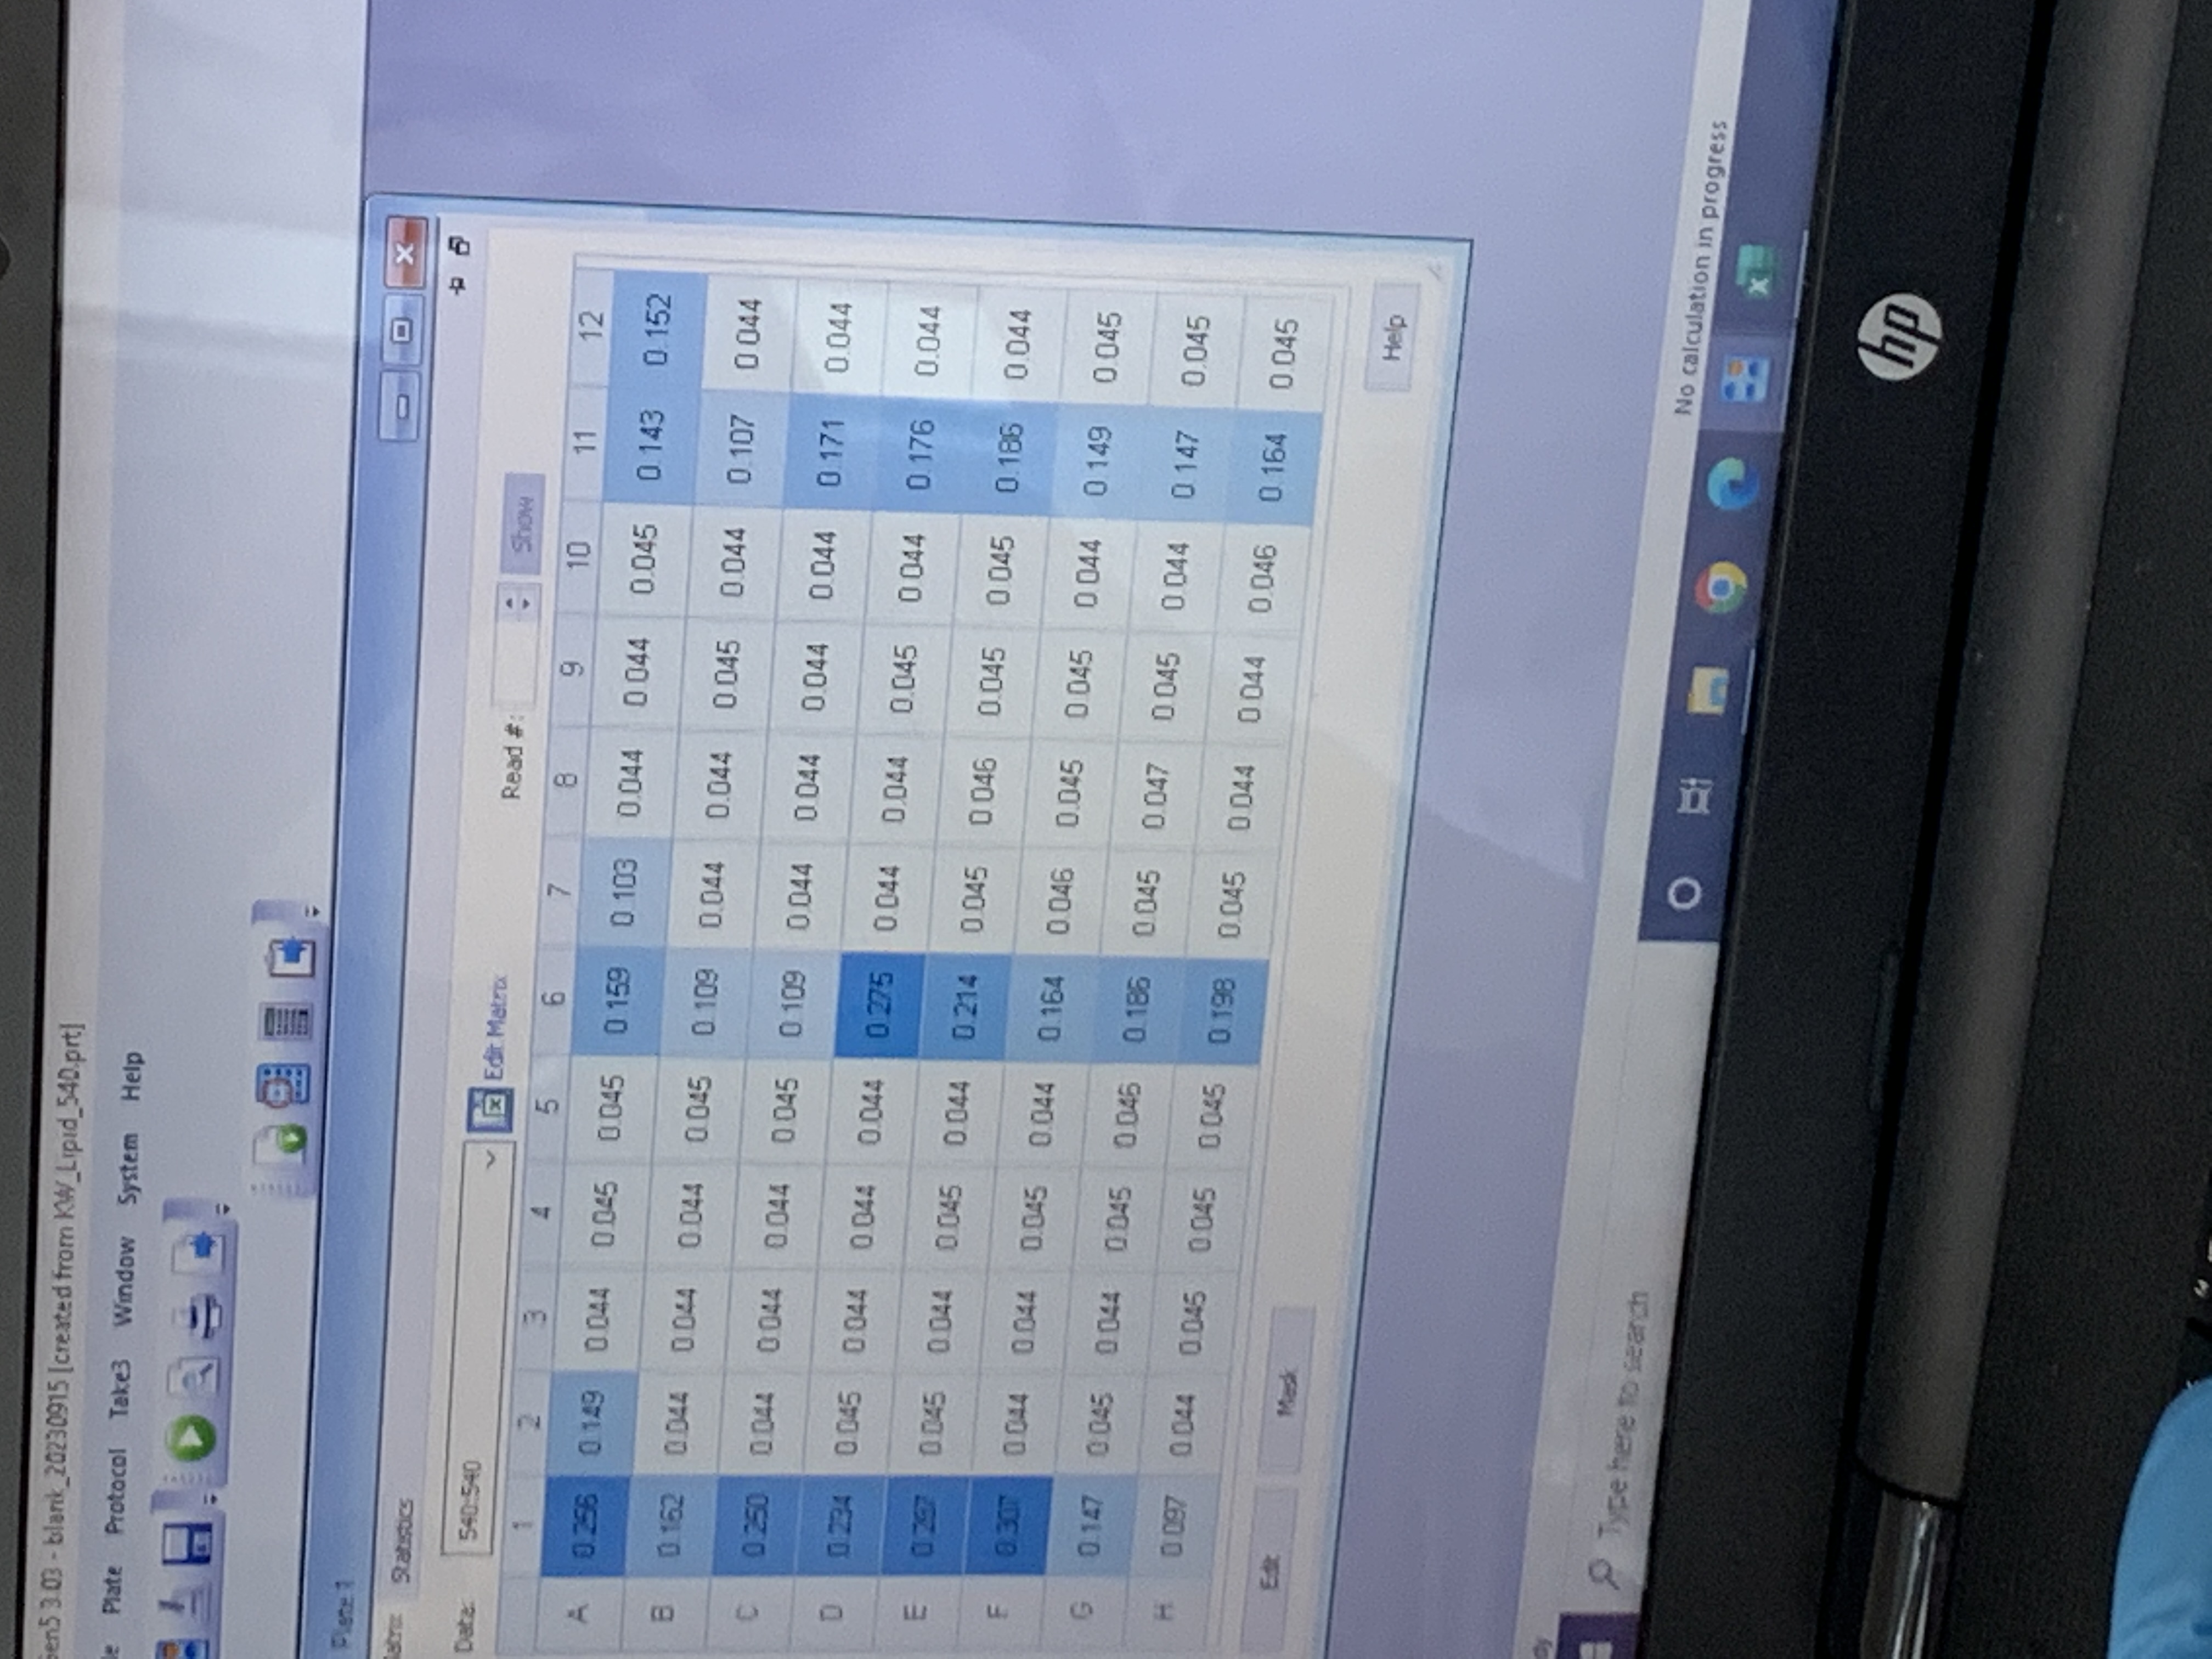 Gen5 3.03 - blank_20230915 [created from KW_Lipid_540.prt]
Plate Protocol Take3 Window System Help
Plate 1
Matrix Statistics
Data: 540:540 Edit Matrix Read #: Show
1 2 3 4 5 6 7 8 9 10 11 12
A 0.256 0.149 0.044 0.045 0.045 0.159 0.103 0.044 0.044 0.045 0.143 0.152
B 0.162 0.044 0.044 0.044 0.045 0.109 0.044 0.044 0.045 0.044 0.107 0.044
C 0.250 0.044 0.044 0.044 0.045 0.109 0.044 0.044 0.044 0.044 0.171 0.044
D 0.234 0.045 0.044 0.044 0.044 0.275 0.044 0.044 0.045 0.044 0.176 0.044
E 0.045 0.044 0.045 0.044 0.214 0.045 0.046 0.045 0.045 0.186 0.044
F 0.307 0.044 0.044 0.045 0.044 0.164 0.046 0.045 0.045 0.044 0.149 0.045
G 0.147 0.045 0.044 0.045 0.046 0.186 0.045 0.047 0.045 0.044 0.147 0.045
H 0.097 0.044 0.045 0.045 0.045 0.198 0.045 0.044 0.044 0.046 0.164 0.045
Edit Mask
Help
Type here to search
No calculation in progress
hp